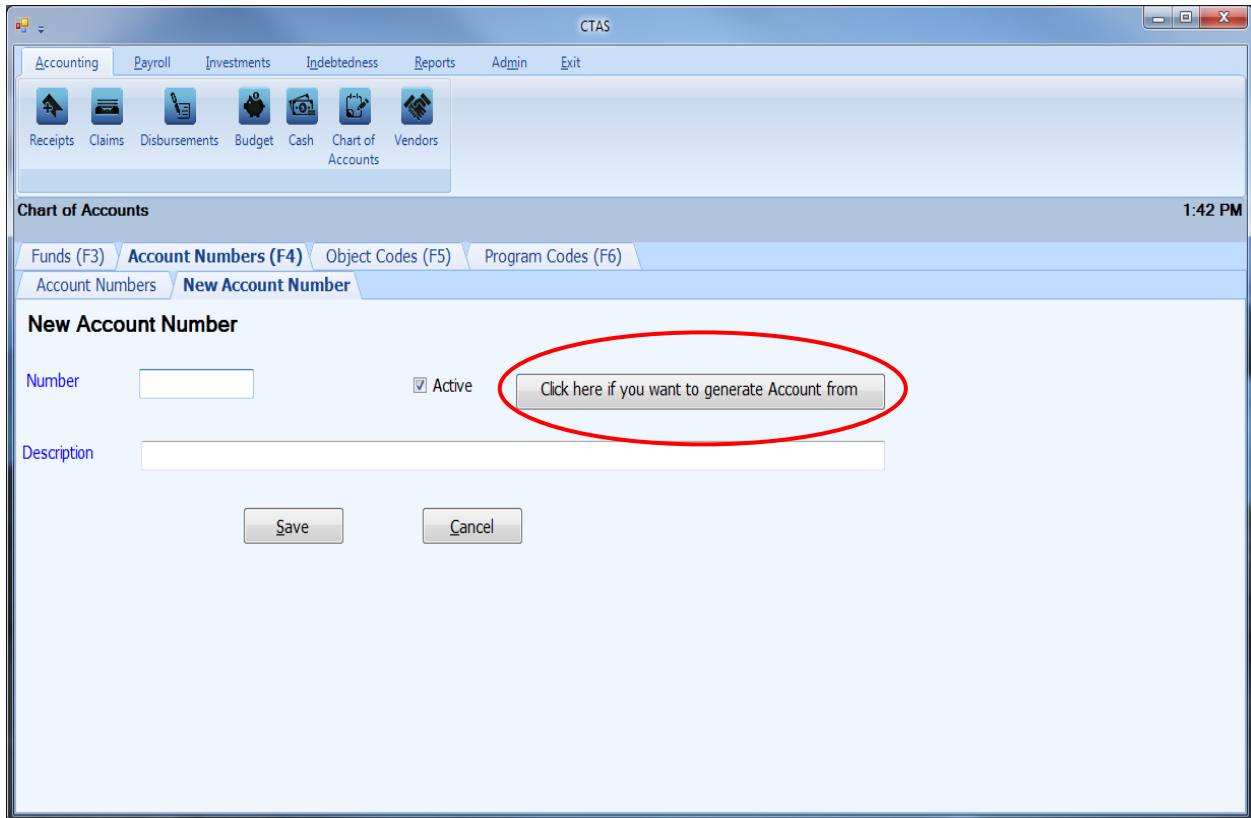 CTAS
X
Accounting Payroll Investments Indebtedness Reports Admin Exit
Receipts Claims Disbursements Budget Cash Chart of Accounts Vendors
Chart of Accounts 1:42 PM
Funds (F3) Account Numbers (F4) Object Codes (F5) Program Codes (F6)
Account Numbers New Account Number
New Account Number
Number Active Click here if you want to generate Account from
Description
Save Cancel